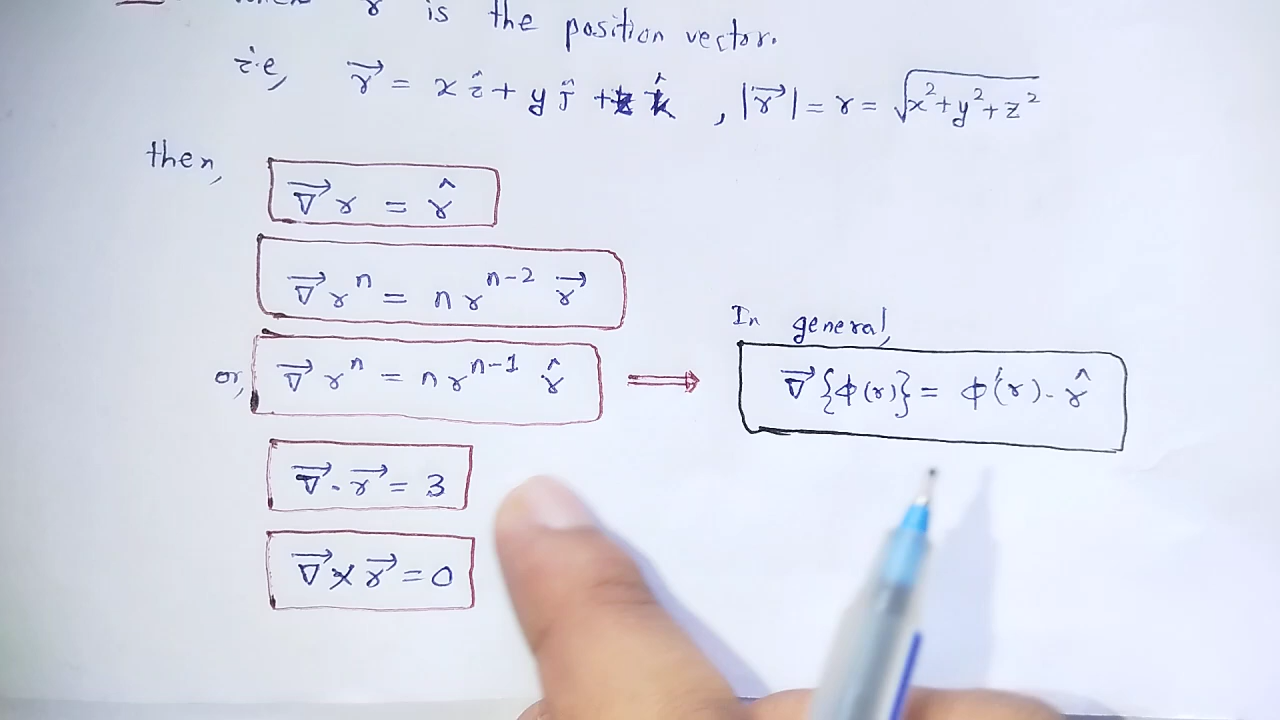 r is the position vector.
i.e, r⃗ = x î + y ĵ + z k̂ , |r⃗| = r = √x²+y²+z²
then,
∇⃗ r = r̂
∇⃗ rⁿ = n rⁿ⁻² r⃗
In general,
or, ∇⃗ rⁿ = n rⁿ⁻¹ r̂ ⟹ ∇⃗ {ϕ(r)} = ϕ′(r) . r̂
∇⃗ . r⃗ = 3
∇⃗ × r⃗ = 0